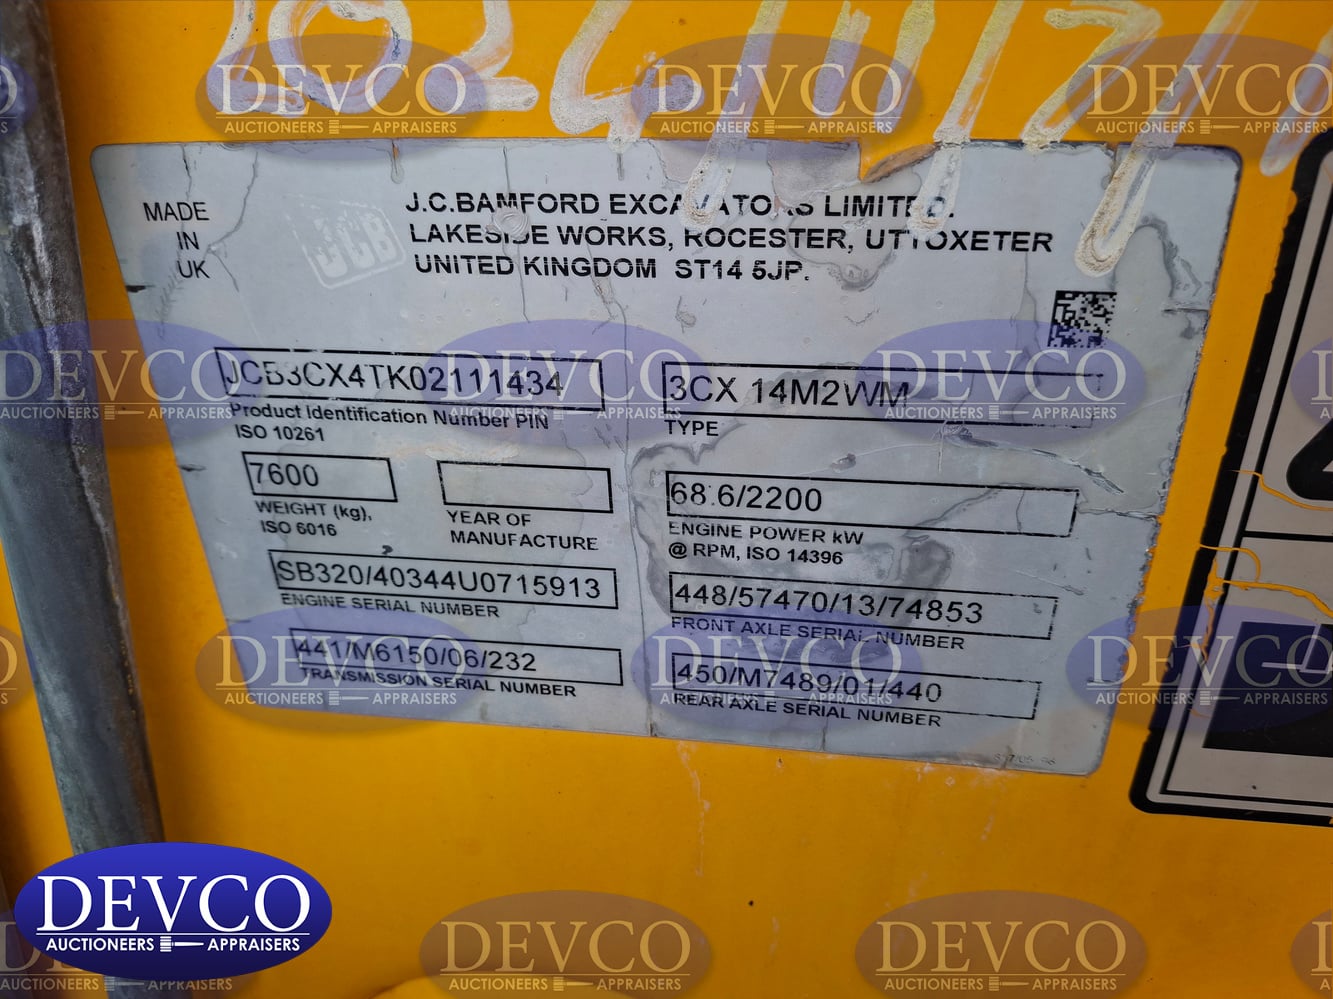 MADE
IN
UK
JCB
J.C.BAMFORD EXCAVATORS LIMITED.
LAKESIDE WORKS, ROCESTER, UTTOXETER
UNITED KINGDOM ST14 5JP.
JCB3CX4TK02111434
Product Identification Number PIN
ISO 10261
3CX 14M2WM
TYPE
7600
WEIGHT (kg),
ISO 6016
YEAR OF
MANUFACTURE
68.6/2200
ENGINE POWER kW
@ RPM, ISO 14396
SB320/40344U0715913
ENGINE SERIAL NUMBER
448/57470/13/74853
FRONT AXLE SERIAL NUMBER
441/M6150/06/232
TRANSMISSION SERIAL NUMBER
450/M7489/01/440
REAR AXLE SERIAL NUMBER
DEVCO
AUCTIONEERS APPRAISERS